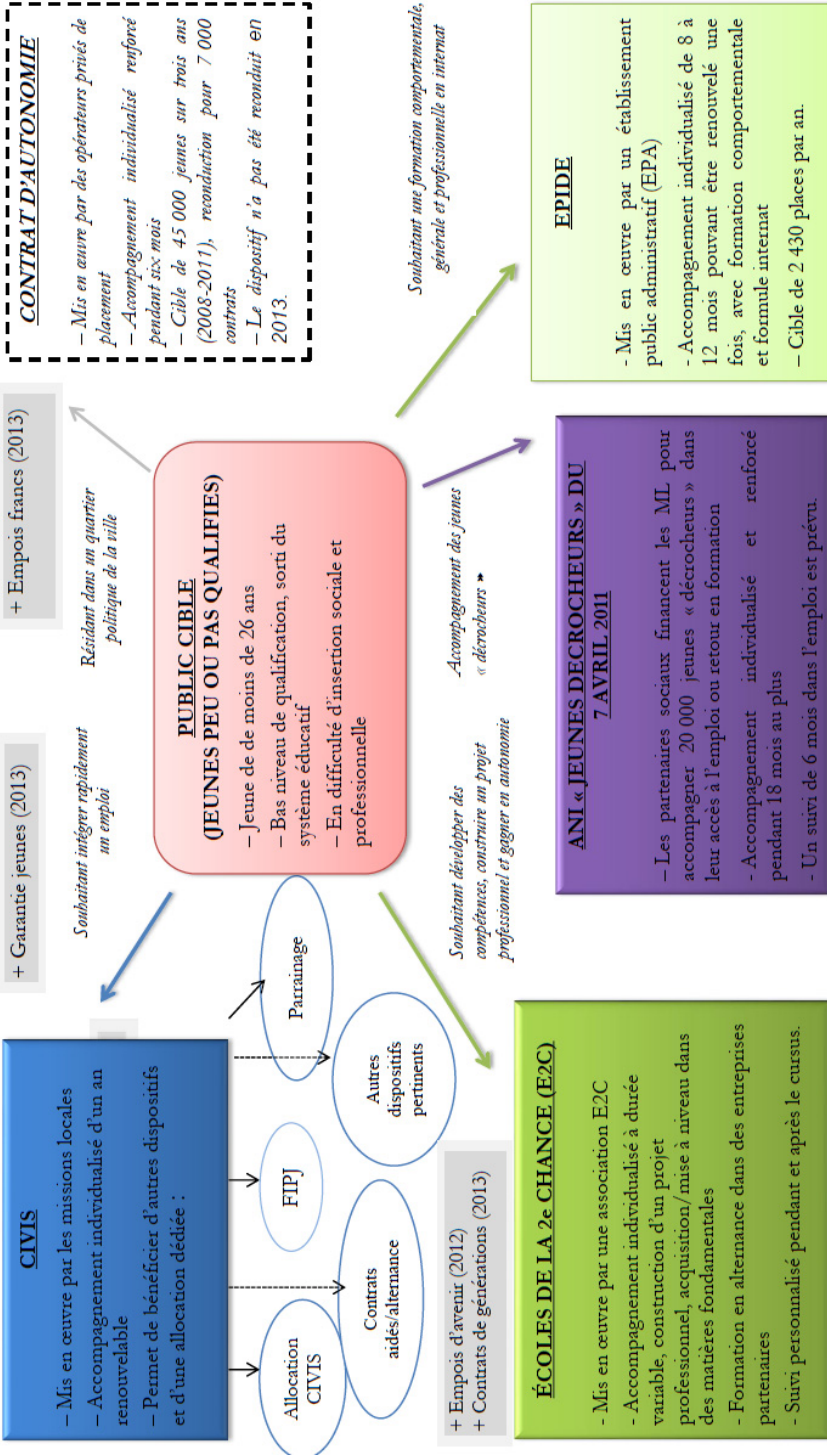 + Garantie jeunes (2013)
+ Empois francs (2013)
CIVIS
– Mis en œuvre par les missions locales
– Accompagnement individualisé d'un an
renouvelable
– Permet de bénéficier d'autres dispositifs
et d'une allocation dédiée :
Souhaitant intégrer rapidement
un emploi
Résidant dans un quartier
politique de la ville
CONTRAT D'AUTONOMIE
– Mis en œuvre par des opérateurs privés de
placement
– Accompagnement individualisé renforcé
pendant six mois
– Cible de 45 000 jeunes sur trois ans
(2008-2011), reconduction pour 7 000
contrats
– Le dispositif n'a pas été reconduit en
2013.
Allocation
CIVIS
FIPJ
Parrainage
Contrats
aidés/alternance
Autres
dispositifs
pertinents
PUBLIC CIBLE
(JEUNES PEU OU PAS QUALIFIES)
– Jeune de de moins de 26 ans
– Bas niveau de qualification, sorti du
système éducatif
– En difficulté d'insertion sociale et
professionnelle
+ Empois d'avenir (2012)
+ Contrats de générations (2013)
Souhaitant développer des
compétences, construire un projet
professionnel et gagner en autonomie
Accompagnement des jeunes
« décrocheurs »
Souhaitant une formation comportementale,
générale et professionnelle en internat
ÉCOLES DE LA 2e CHANCE (E2C)
- Mis en œuvre par une association E2C
- Accompagnement individualisé à durée
variable, construction d'un projet
professionnel, acquisition/mise à niveau dans
des matières fondamentales
- Formation en alternance dans des entreprises
partenaires
- Suivi personnalisé pendant et après le cursus.
ANI « JEUNES DECROCHEURS » DU
7 AVRIL 2011
– Les partenaires sociaux financent les ML pour
accompagner 20 000 jeunes « décrocheurs » dans
leur accès à l'emploi ou retour en formation
- Accompagnement individualisé et renforcé
pendant 18 mois au plus
- Un suivi de 6 mois dans l'emploi est prévu.
EPIDE
- Mis en œuvre par un établissement
public administratif (EPA)
- Accompagnement individualisé de 8 à
12 mois pouvant être renouvelé une
fois, avec formation comportementale
et formule internat
– Cible de 2 430 places par an.